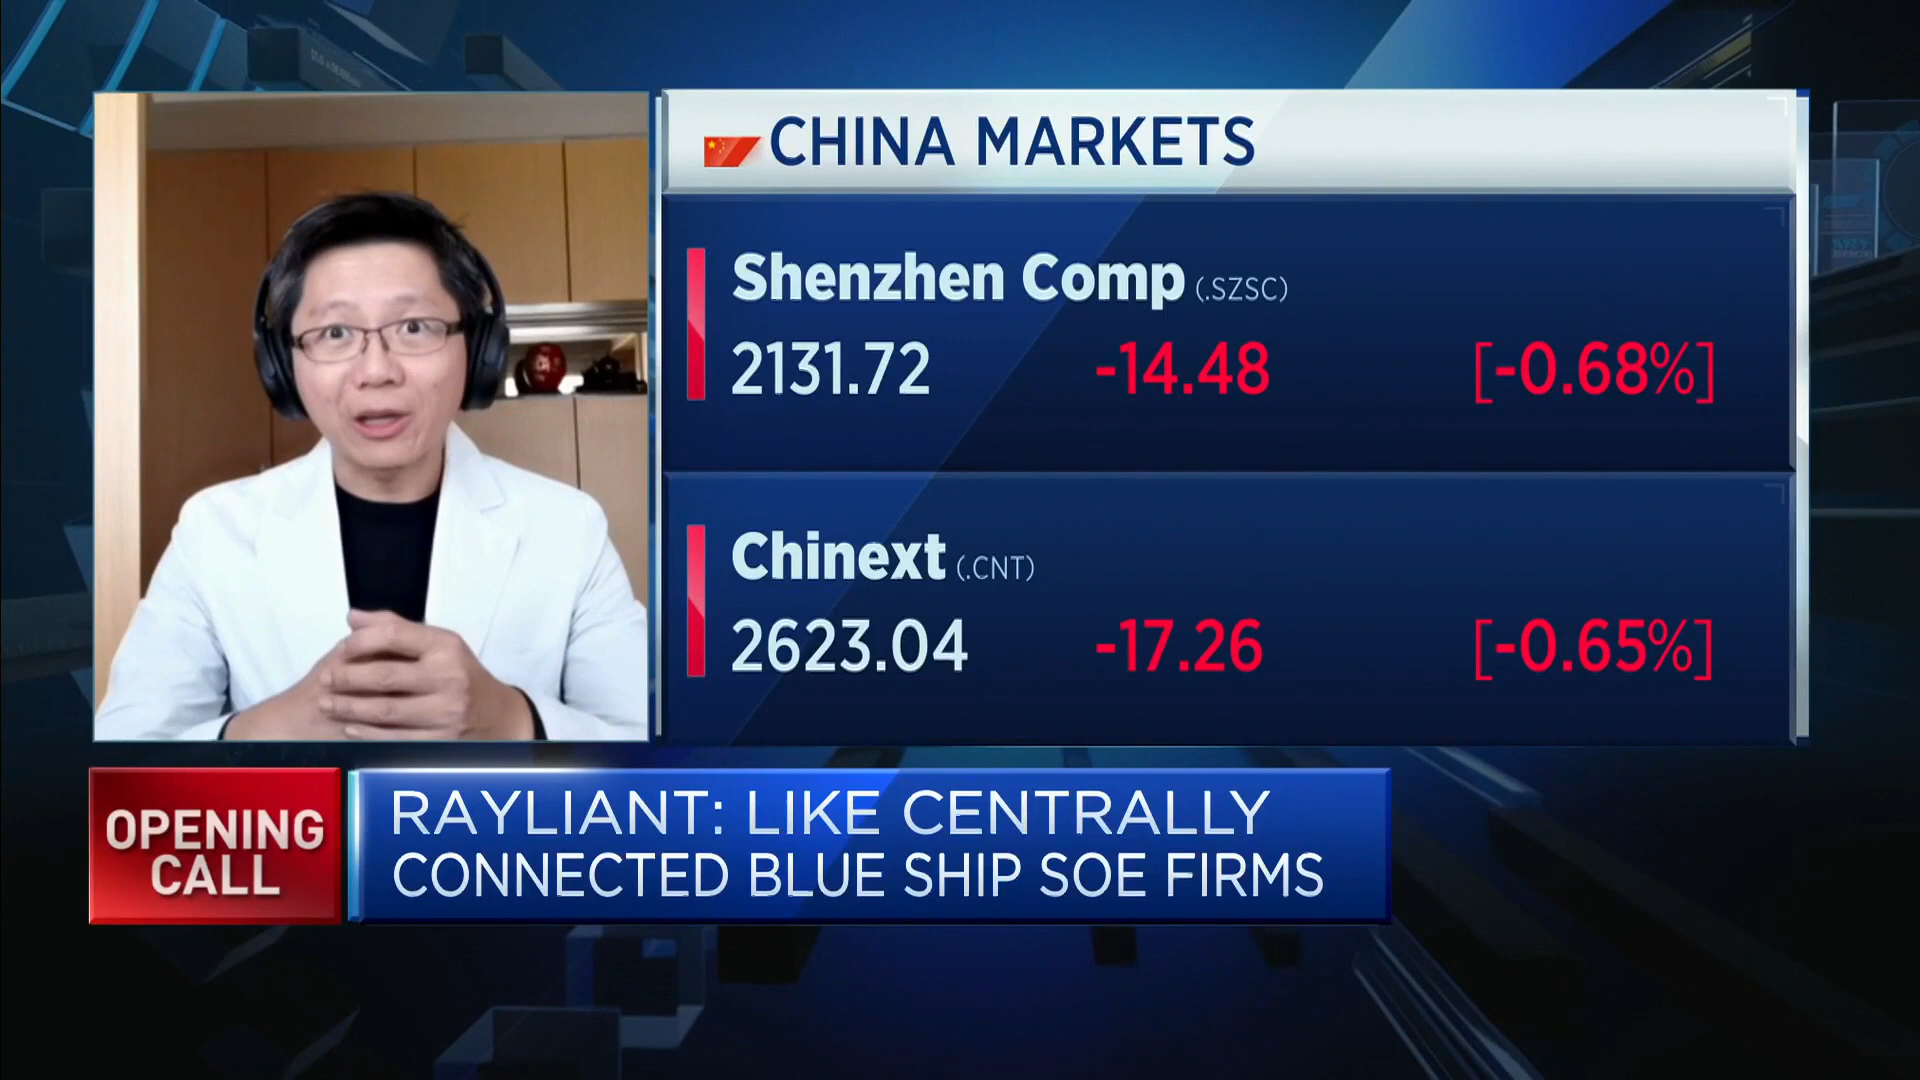 CHINA MARKETS
Shenzhen Comp (.SZSC)
2131.72 -14.48 [-0.68%]
Chinext (.CNT)
2623.04 -17.26 [-0.65%]
OPENING
CALL
RAYLIANT: LIKE CENTRALLY
CONNECTED BLUE SHIP SOE FIRMS